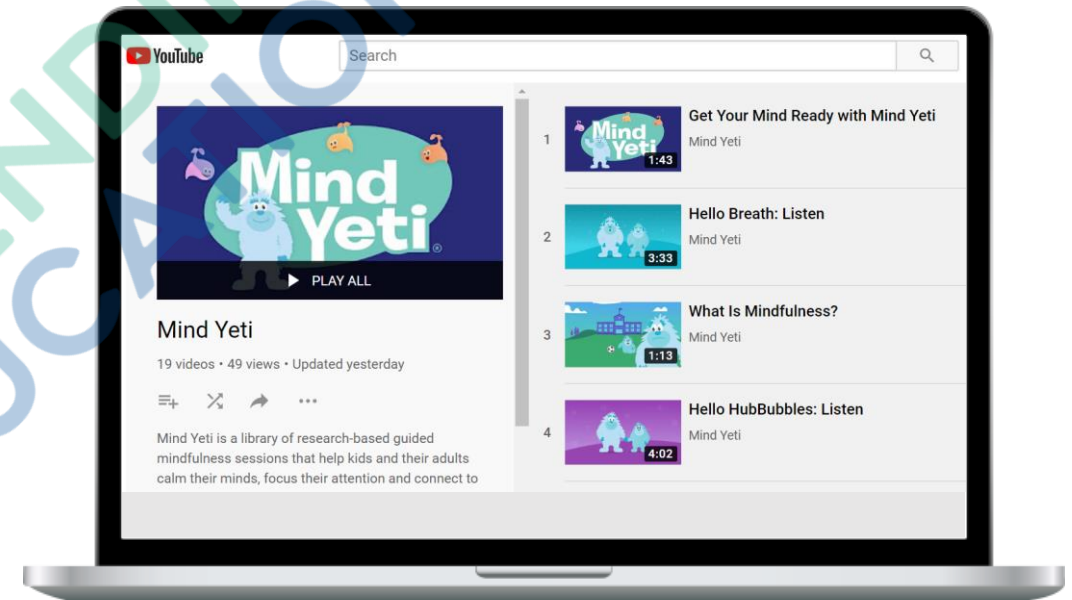 YouTube
Search
Mind
Yeti®
PLAY ALL
Mind Yeti
19 videos • 49 views • Updated yesterday
Mind Yeti is a library of research-based guided
mindfulness sessions that help kids and their adults
calm their minds, focus their attention and connect to
1
Mind
Yeti
1:43
Get Your Mind Ready with Mind Yeti
Mind Yeti
2
3:33
Hello Breath: Listen
Mind Yeti
3
1:13
What Is Mindfulness?
Mind Yeti
4
4:02
Hello HubBubbles: Listen
Mind Yeti